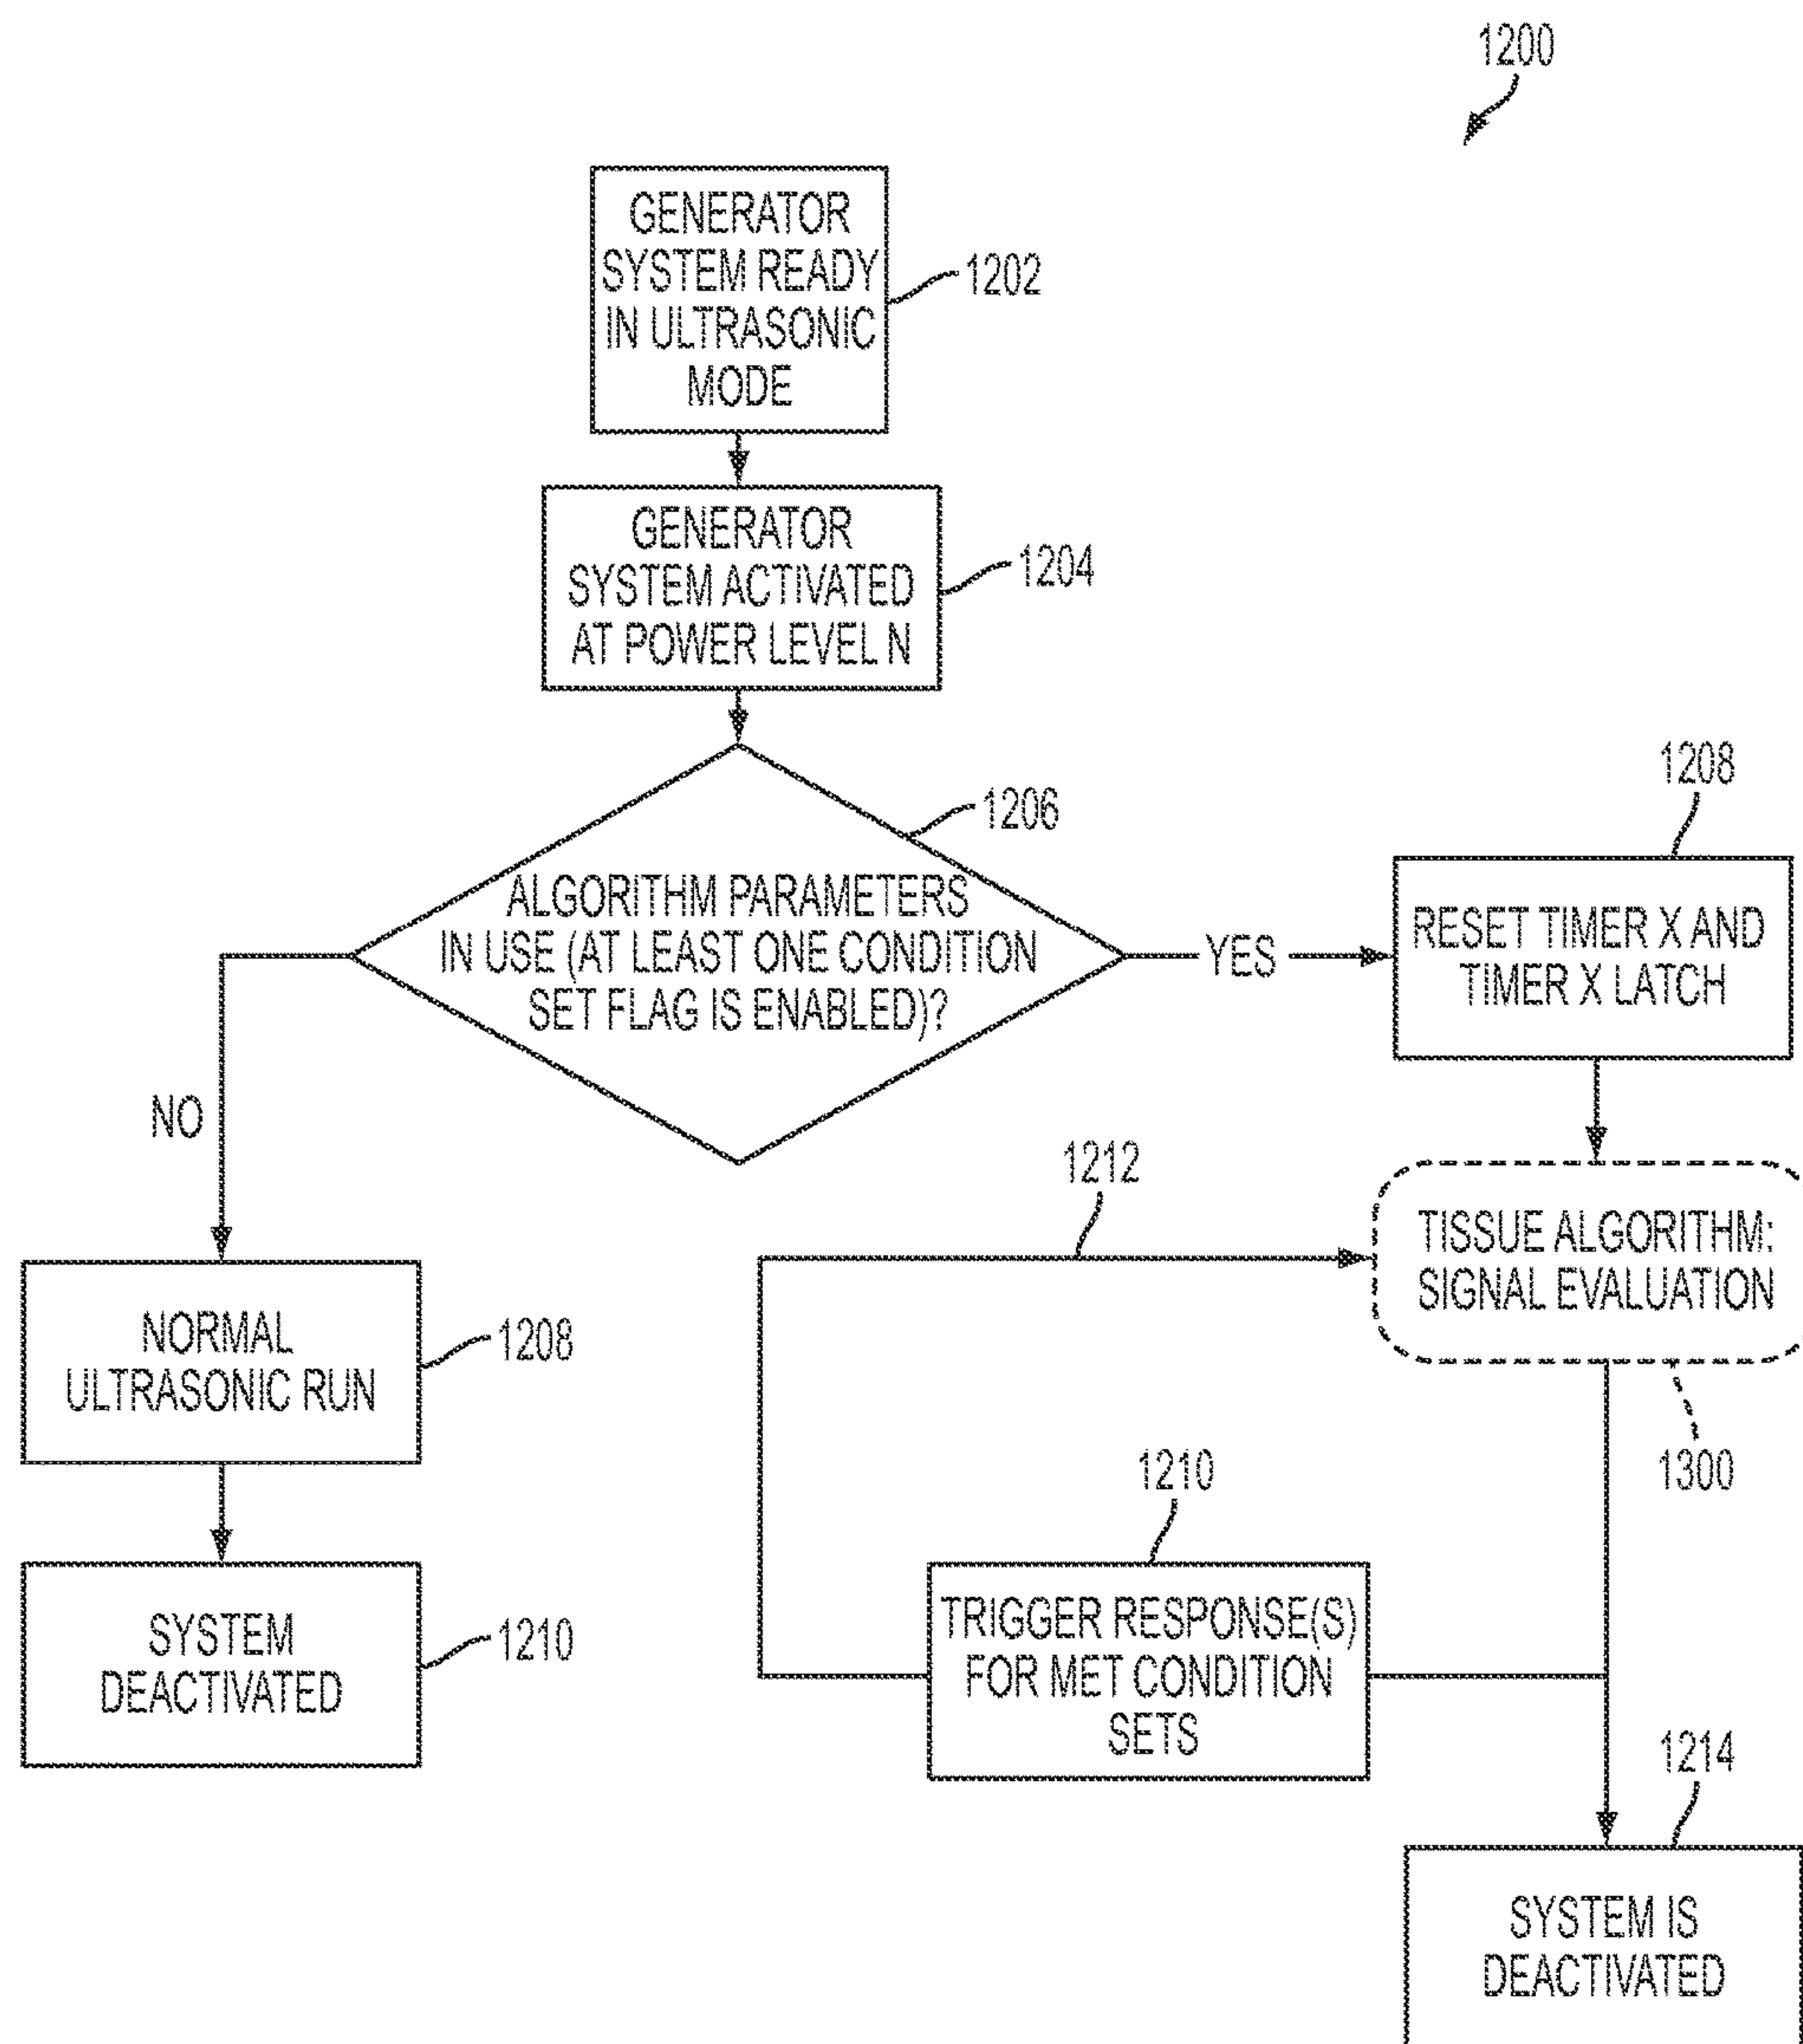 1200
GENERATOR
SYSTEM READY
IN ULTRASONIC
MODE
1202
GENERATOR
SYSTEM ACTIVATED
AT POWER LEVEL N
1204
1206
ALGORITHM PARAMETERS
IN USE (AT LEAST ONE CONDITION
SET FLAG IS ENABLED)?
YES
1208
RESET TIMER X AND
TIMER X LATCH
NO
1212
TISSUE ALGORITHM:
SIGNAL EVALUATION
1300
NORMAL
ULTRASONIC RUN
1208
1210
TRIGGER RESPONSE(S)
FOR MET CONDITION
SETS
SYSTEM
DEACTIVATED
1210
1214
SYSTEM IS
DEACTIVATED